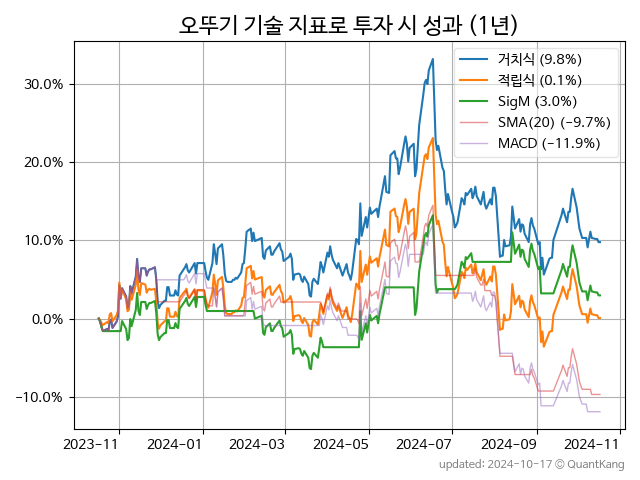 오뚜기 기술 지표로 투자 시 성과 (1년)
거치식 (9.8%)
적립식 (0.1%)
SigM (3.0%)
SMA(20) (−9.7%)
MACD (−11.9%)
30.0%
20.0%
10.0%
0.0%
−10.0%
2023-11 2024-01 2024-03 2024-05 2024-07 2024-09 2024-11
updated: 2024-10-17 © QuantKang